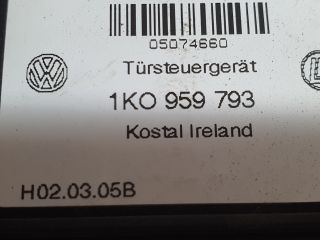 05074660
Türsteuergerät
1KO 959 793
Kostal Ireland
H02.03.05B